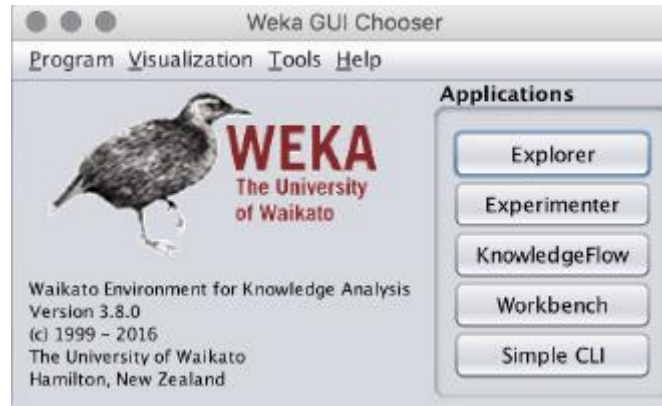 Weka GUI Chooser
Program Visualization Tools Help
WEKA
The University
of Waikato
Waikato Environment for Knowledge Analysis
Version 3.8.0
(c) 1999 – 2016
The University of Waikato
Hamilton, New Zealand
Applications
Explorer
Experimenter
KnowledgeFlow
Workbench
Simple CLI